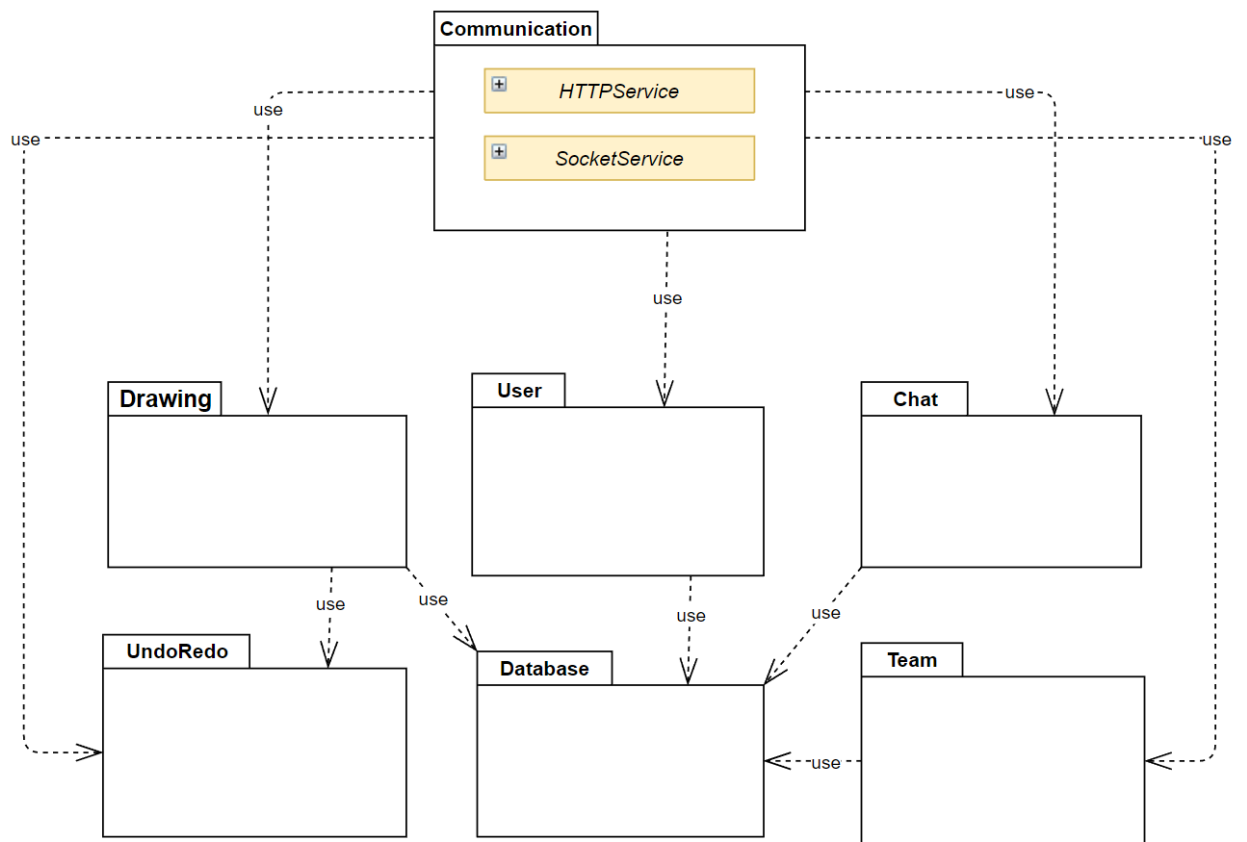 Communication
HTTPService
use
use
use
SocketService
use
use
Drawing
User
Chat
use
use
use
use
UndoRedo
Database
Team
use